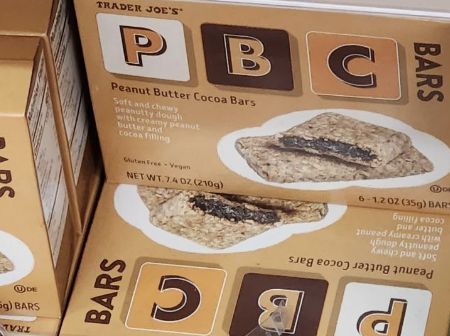 TRADER JOE'S®
P B C
BARS
Peanut Butter Cocoa Bars
Soft and chewy
peanutty dough
with creamy peanut
butter and
cocoa filling
Gluten Free • Vegan
NET WT. 7.4 OZ (210g)
6 - 1.2 OZ (35g) BARS
BARS
P B C
Peanut Butter Cocoa Bars
Soft and chewy
peanutty dough
with creamy peanut
butter and
cocoa filling
BARS
g) BARS
TRA